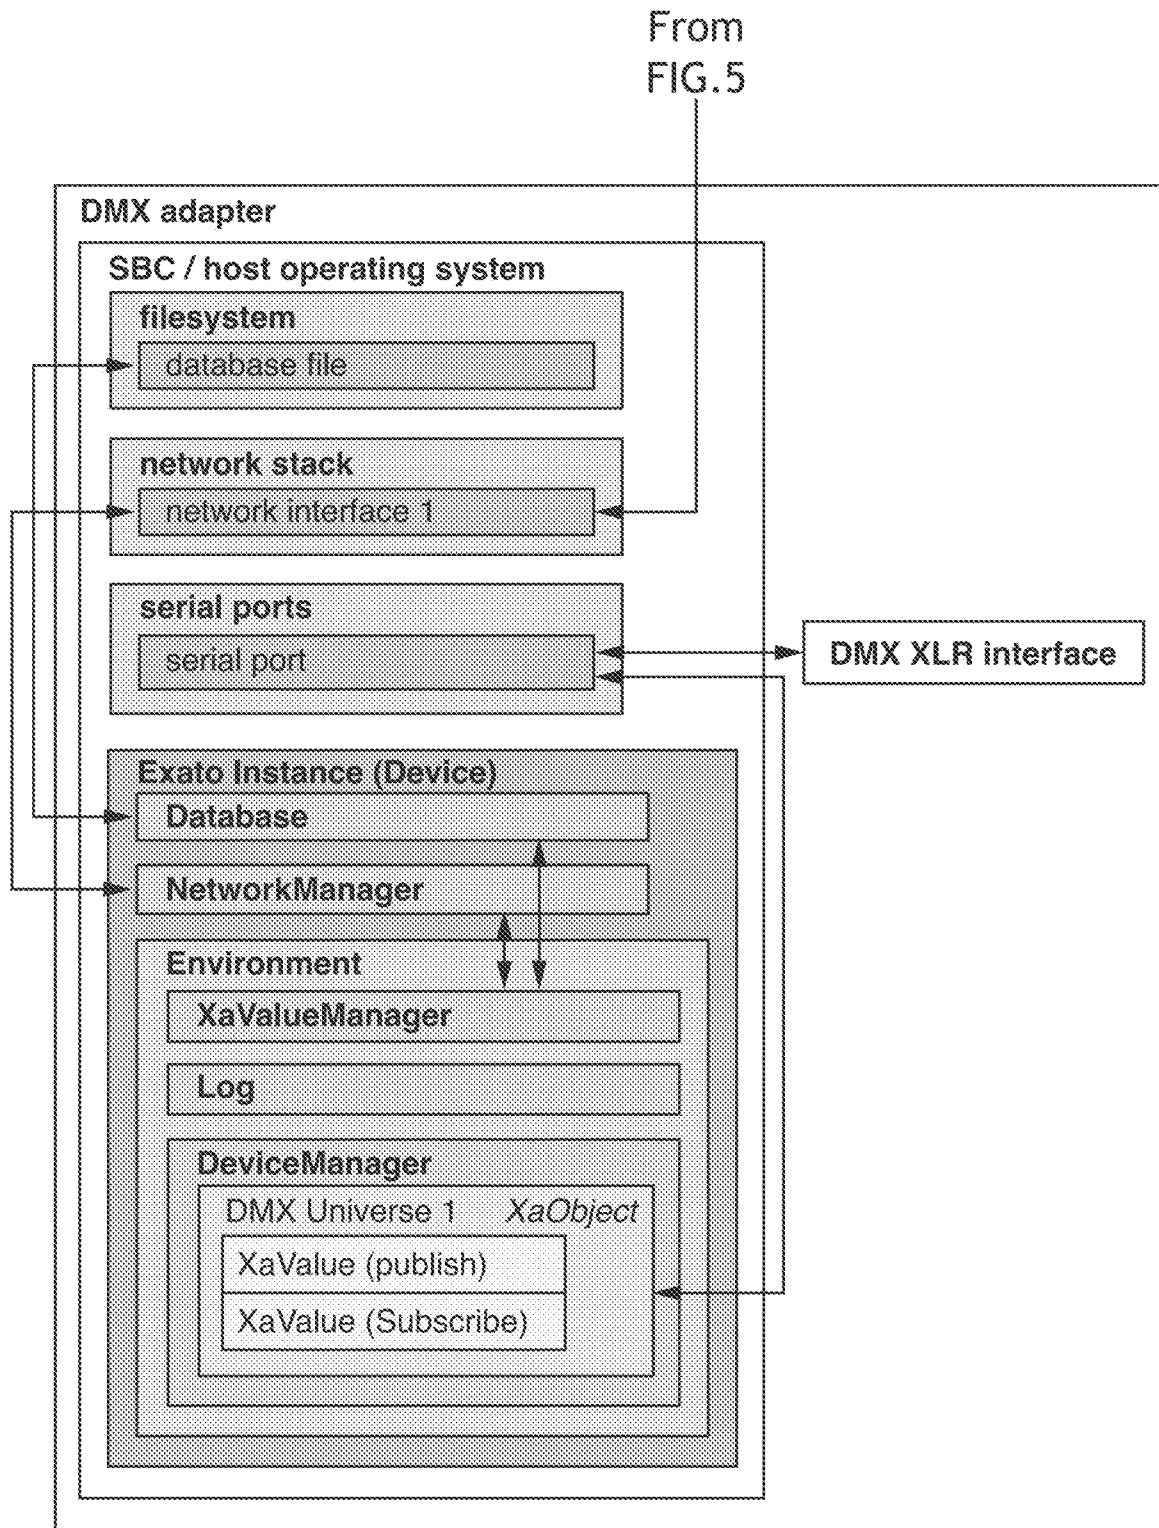 From
FIG.5
DMX adapter
SBC / host operating system
filesystem
database file
network stack
network interface 1
serial ports
serial port
DMX XLR interface
Exato Instance (Device)
Database
NetworkManager
Environment
XaValueManager
Log
DeviceManager
DMX Universe 1 XaObject
XaValue (publish)
XaValue (Subscribe)